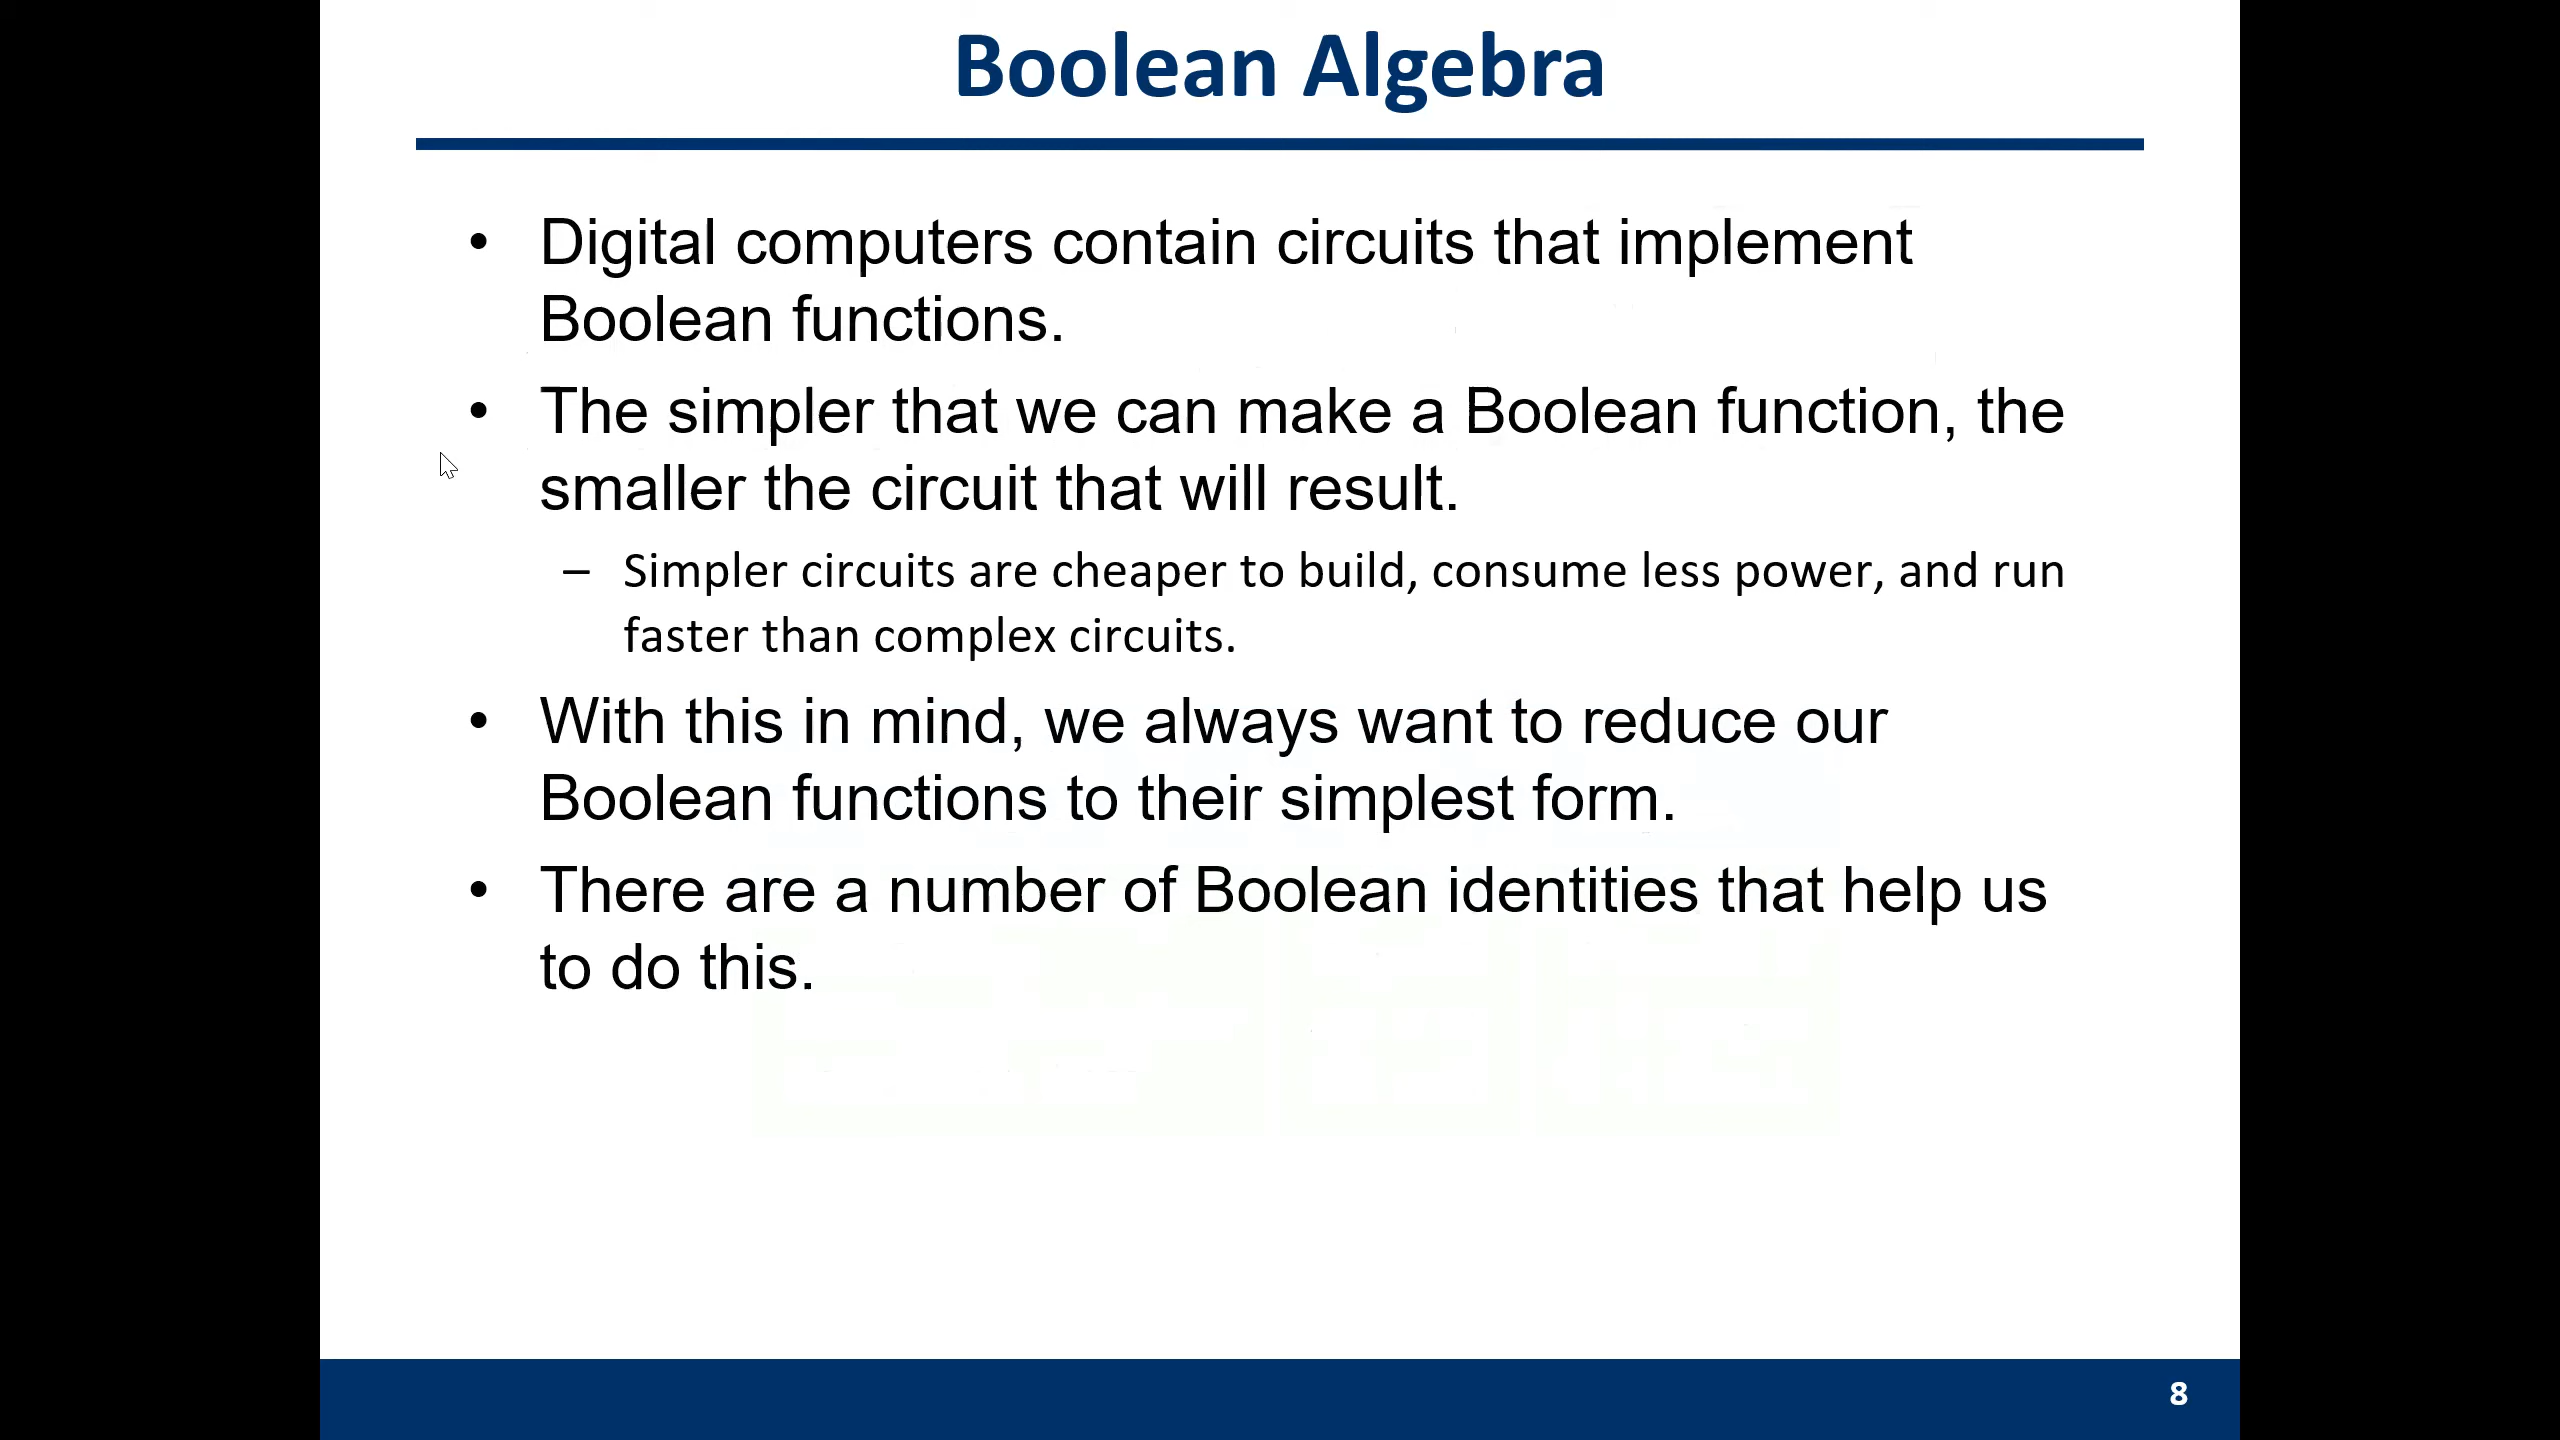 Boolean Algebra
• Digital computers contain circuits that implement
Boolean functions.
• The simpler that we can make a Boolean function, the
smaller the circuit that will result.
– Simpler circuits are cheaper to build, consume less power, and run
faster than complex circuits.
• With this in mind, we always want to reduce our
Boolean functions to their simplest form.
• There are a number of Boolean identities that help us
to do this.
8